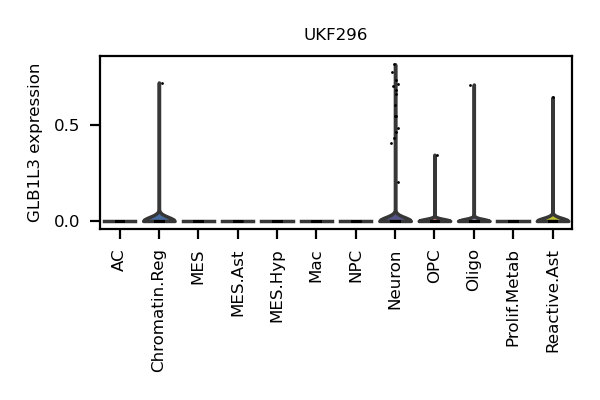 UKF296
GLB1L3 expression
0.5
0.0
AC
Chromatin.Reg
MES
MES.Ast
MES.Hyp
Mac
NPC
Neuron
OPC
Oligo
Prolif.Metab
Reactive.Ast